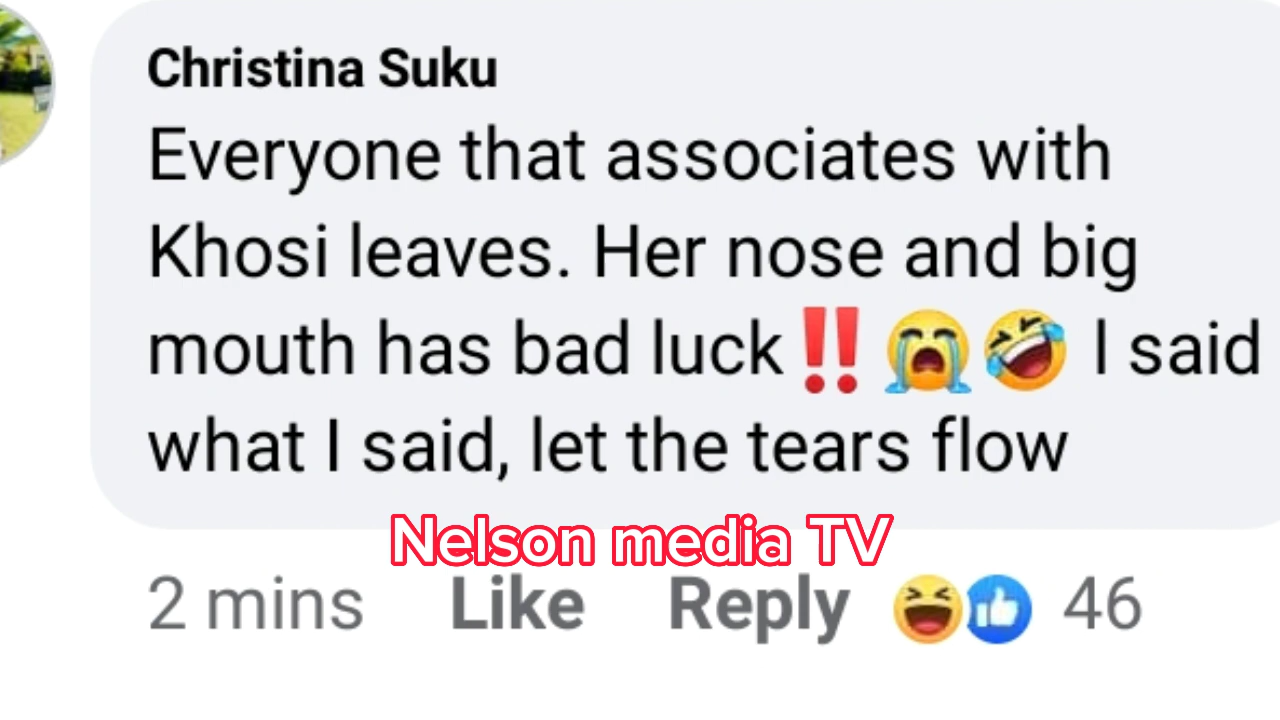 Christina Suku
Everyone that associates with
Khosi leaves. Her nose and big
mouth has bad luck‼️😭🤣 I said
what I said, let the tears flow
Nelson media TV
2 mins Like Reply 😆👍 46